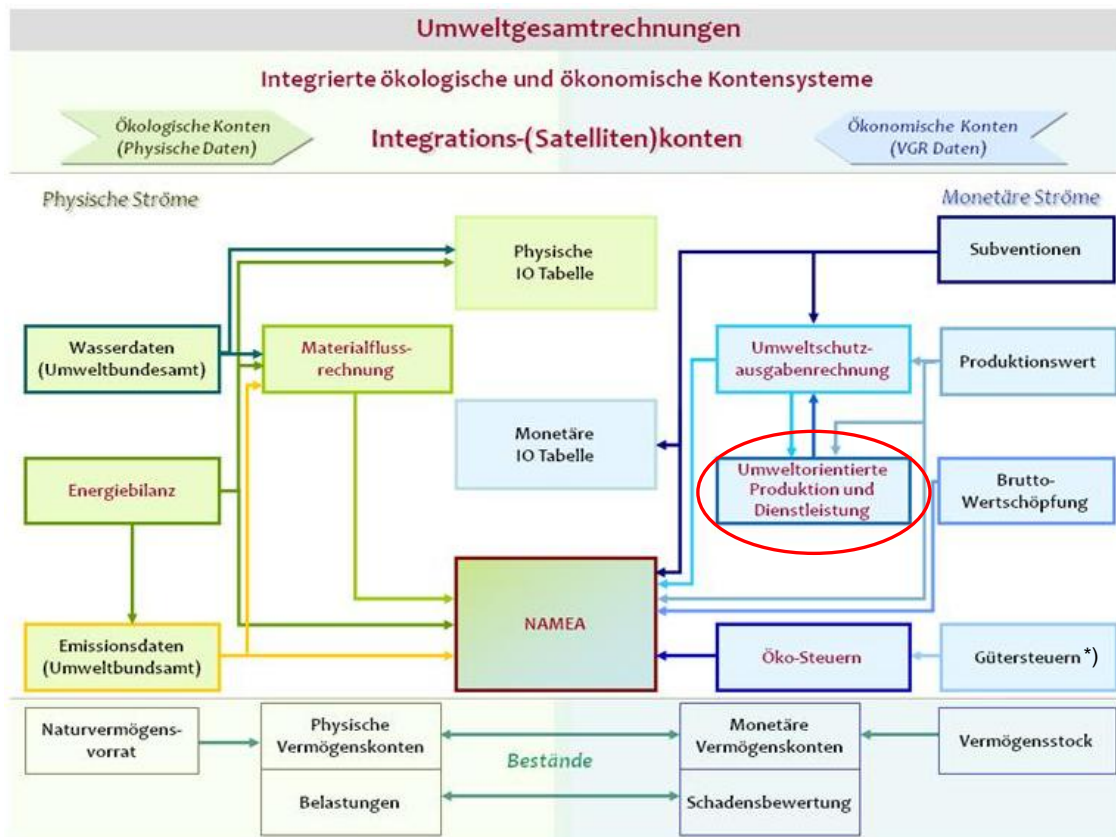 Umweltgesamtrechnungen
Integrierte ökologische und ökonomische Kontensysteme
Ökologische Konten
(Physische Daten)
Integrations-(Satelliten)konten
Ökonomische Konten
(VGR Daten)
Physische Ströme
Monetäre Ströme
Physische
IO Tabelle
Subventionen
Wasserdaten
(Umweltbundesamt)
Materialfluss-
rechnung
Umweltschutz-
ausgabenrechnung
Produktionswert
Monetäre
IO Tabelle
Energiebilanz
Umweltorientierte
Produktion und
Dienstleistung
Brutto-
Wertschöpfung
NAMEA
Emissionsdaten
(Umweltbundsamt)
Öko-Steuern
Gütersteuern*)
Naturvermögens-
vorrat
Physische
Vermögenskonten
Bestände
Monetäre
Vermögenskonten
Vermögensstock
Belastungen
Schadensbewertung